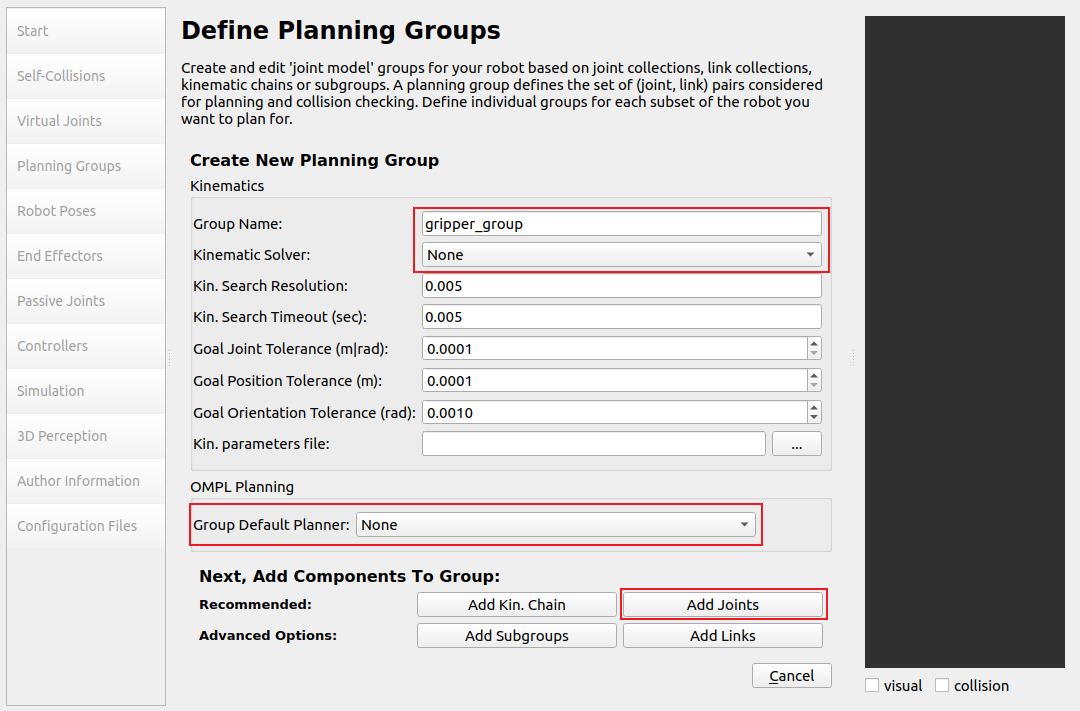 Start
Self-Collisions
Virtual Joints
Planning Groups
Robot Poses
End Effectors
Passive Joints
Controllers
Simulation
3D Perception
Author Information
Configuration Files
Define Planning Groups
Create and edit 'joint model' groups for your robot based on joint collections, link collections,
kinematic chains or subgroups. A planning group defines the set of (joint, link) pairs considered
for planning and collision checking. Define individual groups for each subset of the robot you
want to plan for.
Create New Planning Group
Kinematics
Group Name: gripper_group
Kinematic Solver: None
Kin. Search Resolution: 0.005
Kin. Search Timeout (sec): 0.005
Goal Joint Tolerance (m|rad): 0.0001
Goal Position Tolerance (m): 0.0001
Goal Orientation Tolerance (rad): 0.0010
Kin. parameters file: ...
OMPL Planning
Group Default Planner: None
Next, Add Components To Group:
Recommended: Add Kin. Chain Add Joints
Advanced Options: Add Subgroups Add Links
Cancel
visual collision